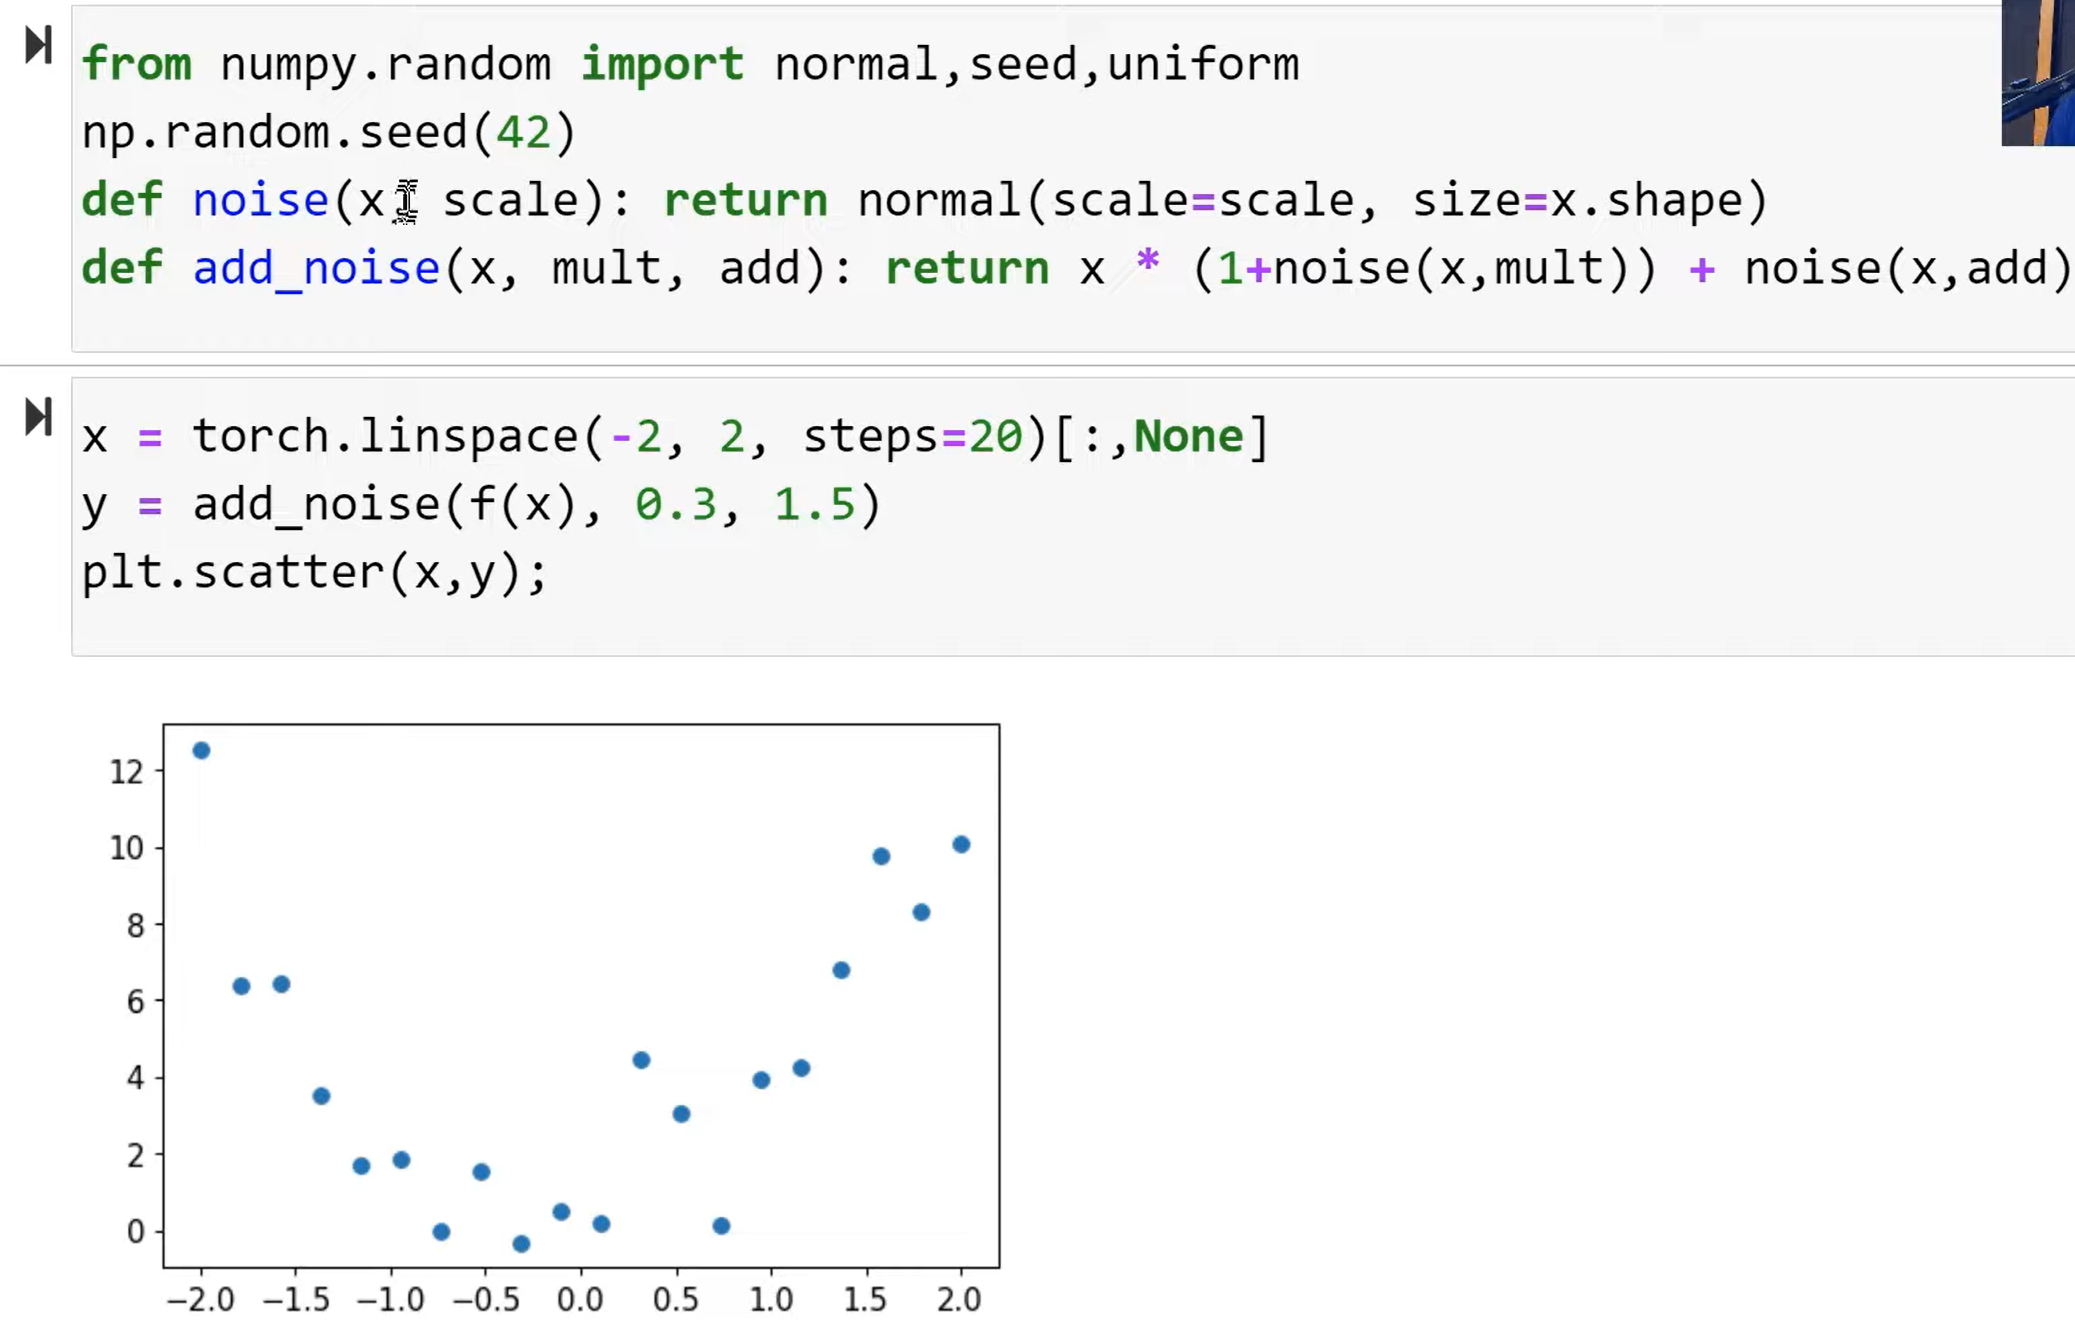 from numpy.random import normal,seed,uniform
np.random.seed(42)
def noise(x, scale): return normal(scale=scale, size=x.shape)
def add_noise(x, mult, add): return x * (1+noise(x,mult)) + noise(x,add)
x = torch.linspace(-2, 2, steps=20)[:,None]
y = add_noise(f(x), 0.3, 1.5)
plt.scatter(x,y);
12
10
8
6
4
2
0
−2.0 −1.5 −1.0 −0.5 0.0 0.5 1.0 1.5 2.0